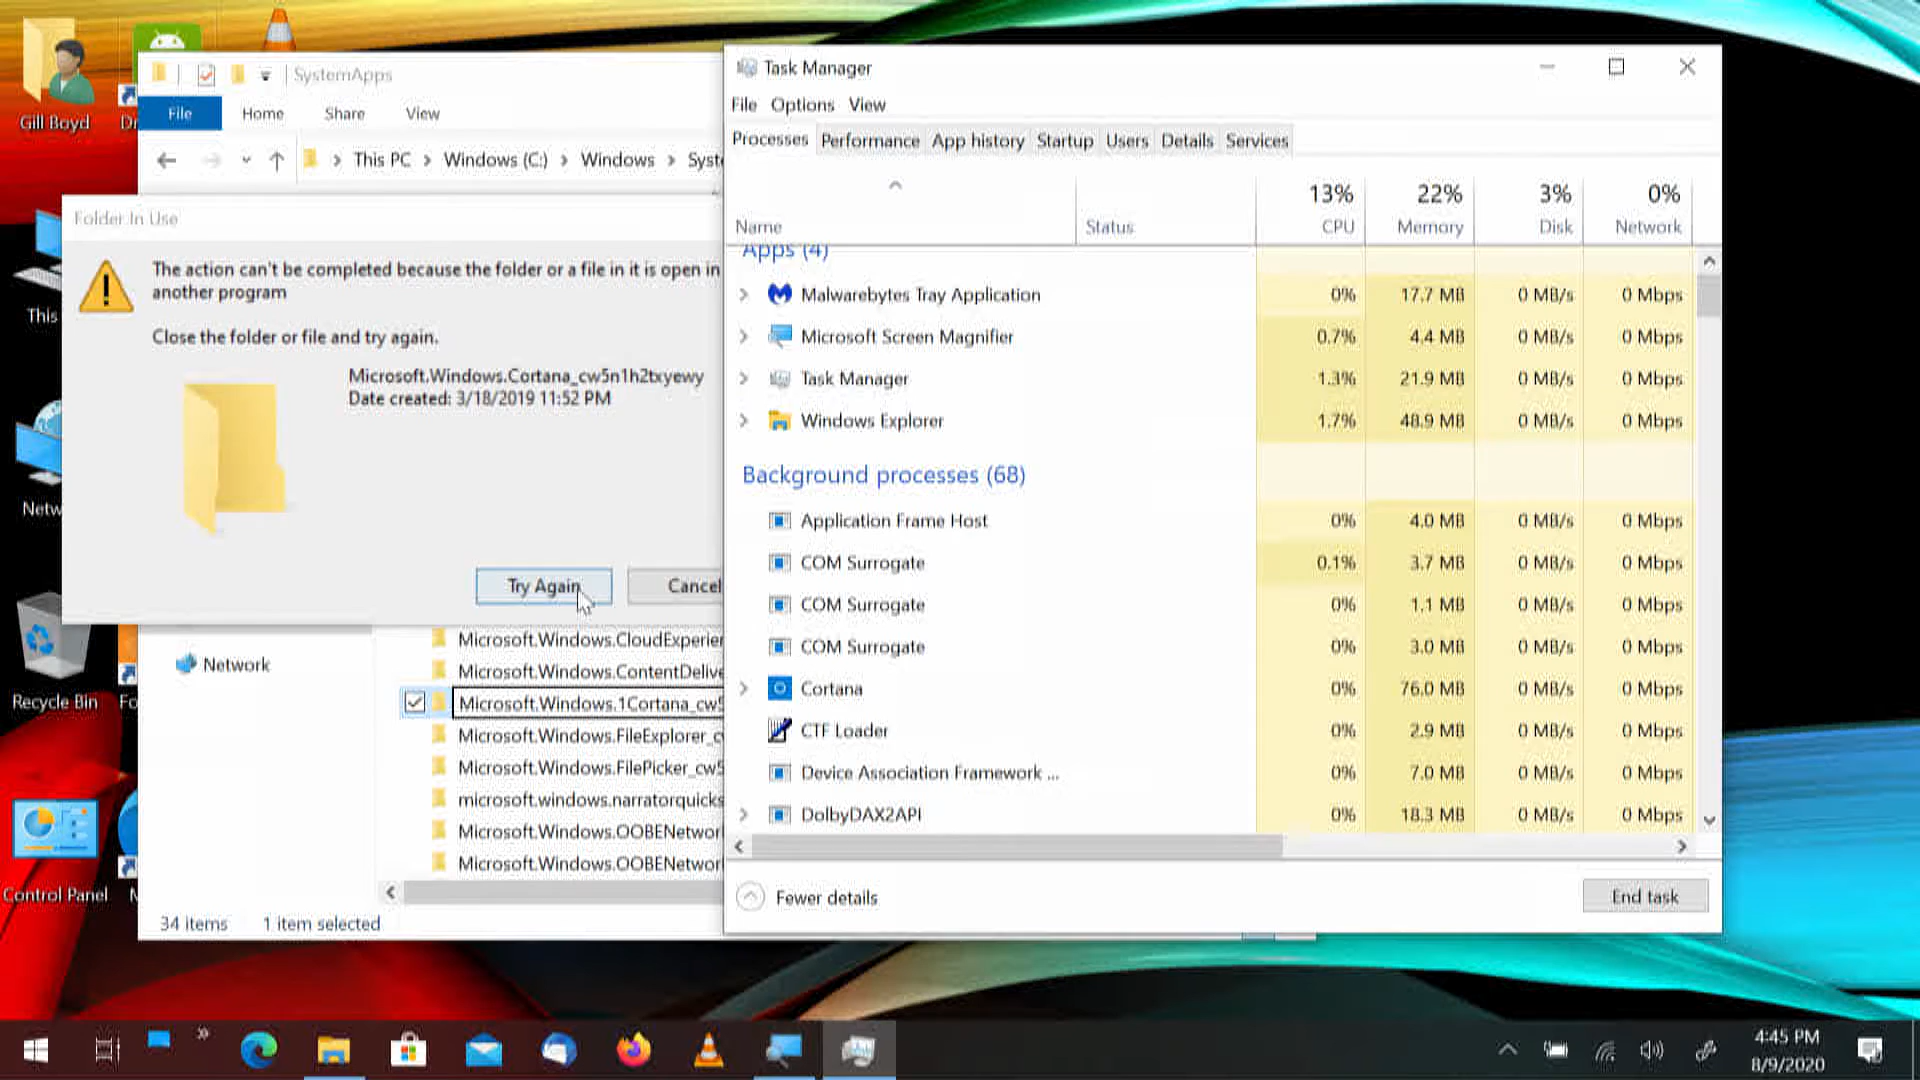 Gill Boyd
This
Netw
Recycle Bin
Fo
Control Panel
SystemApps
File
Home
Share
View
This PC
Windows (C:)
Windows
Syst
Folder In Use
The action can't be completed because the folder or a file in it is open in
another program
Close the folder or file and try again.
Microsoft.Windows.Cortana_cw5n1h2txyewy
Date created: 3/18/2019 11:52 PM
Try Again
Cancel
Network
Microsoft.Windows.CloudExperien
Microsoft.Windows.ContentDelive
Microsoft.Windows.1Cortana_cw5
Microsoft.Windows.FileExplorer_cv
Microsoft.Windows.FilePicker_cw5
microsoft.windows.narratorquicks
Microsoft.Windows.OOBENetwork
Microsoft.Windows.OOBENetwork
34 items 1 item selected
Task Manager
File Options View
Processes Performance App history Startup Users Details Services
13% 22% 3% 0%
Name Status CPU Memory Disk Network
Apps (4)
Malwarebytes Tray Application 0% 17.7 MB 0 MB/s 0 Mbps
Microsoft Screen Magnifier 0.7% 4.4 MB 0 MB/s 0 Mbps
Task Manager 1.3% 21.9 MB 0 MB/s 0 Mbps
Windows Explorer 1.7% 48.9 MB 0 MB/s 0 Mbps
Background processes (68)
Application Frame Host 0% 4.0 MB 0 MB/s 0 Mbps
COM Surrogate 0.1% 3.7 MB 0 MB/s 0 Mbps
COM Surrogate 0% 1.1 MB 0 MB/s 0 Mbps
COM Surrogate 0% 3.0 MB 0 MB/s 0 Mbps
Cortana 0% 76.0 MB 0 MB/s 0 Mbps
CTF Loader 0% 2.9 MB 0 MB/s 0 Mbps
Device Association Framework ... 0% 7.0 MB 0 MB/s 0 Mbps
DolbyDAX2API 0% 18.3 MB 0 MB/s 0 Mbps
Fewer details
End task
4:45 PM
8/9/2020